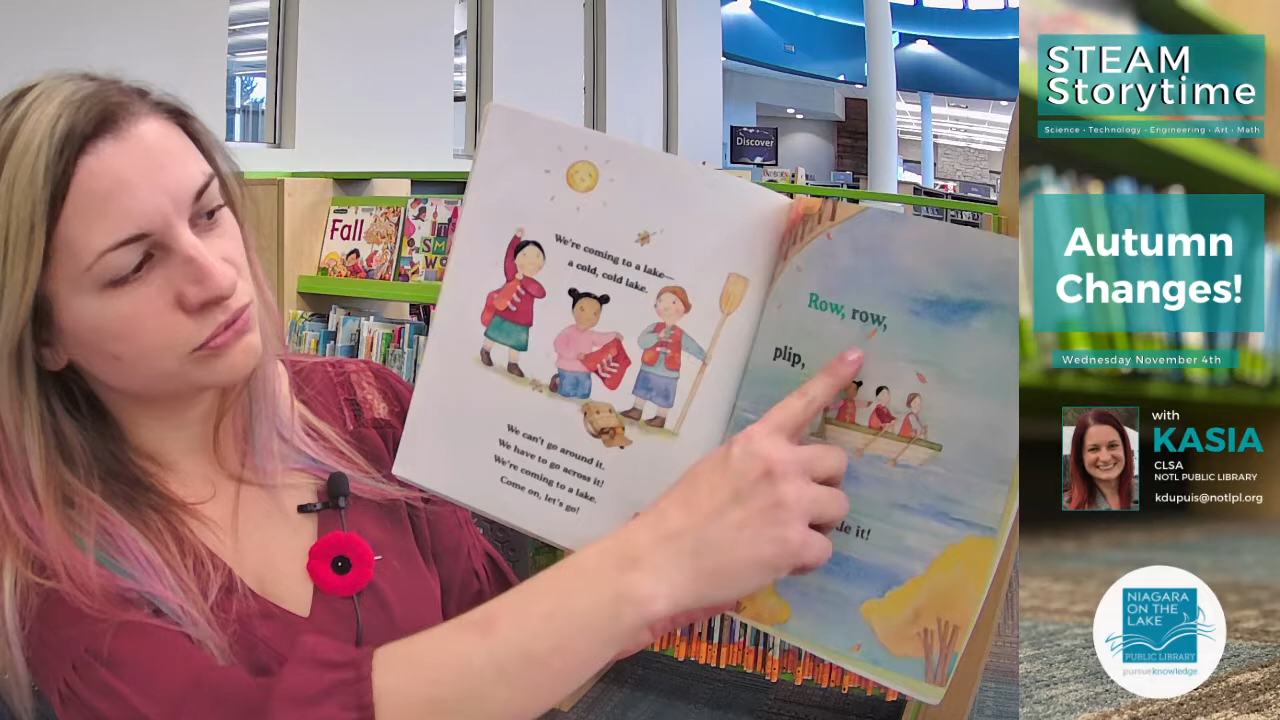 We're coming to a lake—
a cold, cold lake.
We can't go around it.
We have to go across it!
We're coming to a lake.
Come on, let's go!
Row, row,
plip,
it!
Fall
Discover
STEAM
Storytime
Science • Technology • Engineering • Art • Math
Autumn
Changes!
Wednesday November 4th
with
KASIA
CLSA
NOTL PUBLIC LIBRARY
kdupuis@notlpl.org
NIAGARA
ON THE
LAKE
PUBLIC LIBRARY
pursueknowledge.